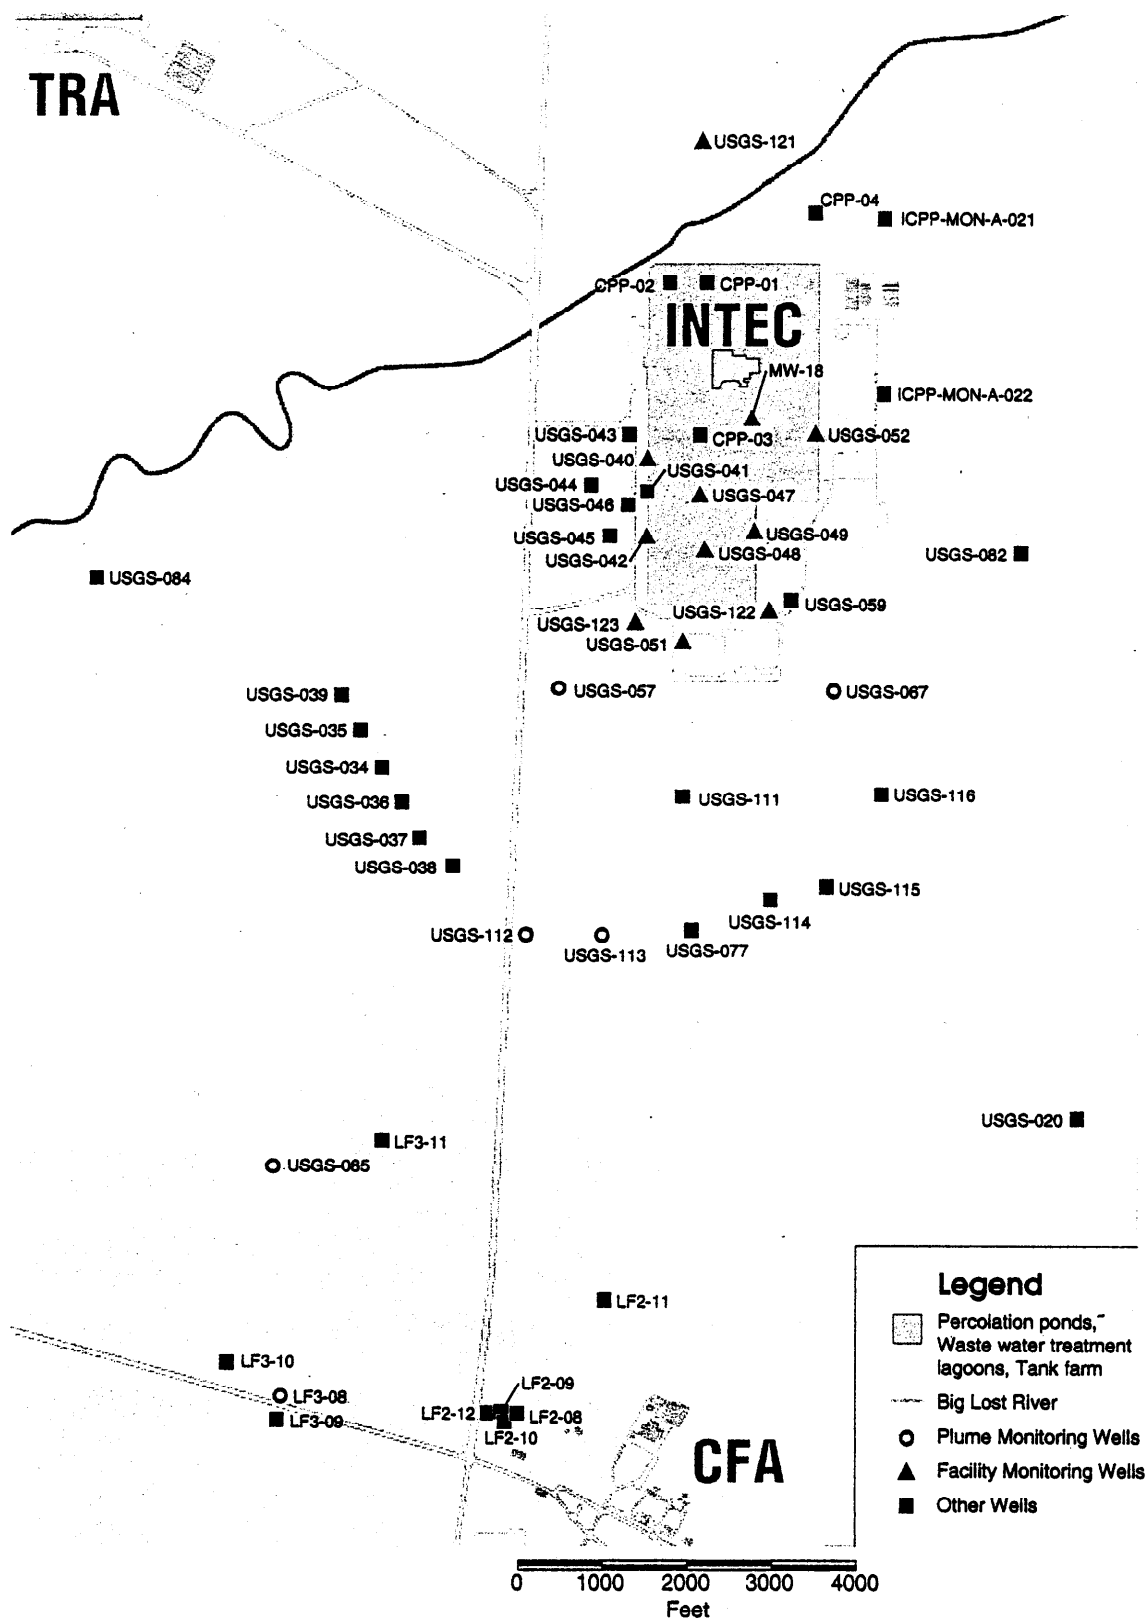 TRA
USGS-121
CPP-04
ICPP-MON-A-021
CPP-02
CPP-01
INTEC
MW-18
ICPP-MON-A-022
USGS-043
CPP-03
USGS-052
USGS-040
USGS-041
USGS-044
USGS-047
USGS-046
USGS-045
USGS-049
USGS-048
USGS-042
USGS-082
USGS-084
USGS-059
USGS-122
USGS-123
USGS-051
USGS-057
USGS-067
USGS-039
USGS-035
USGS-034
USGS-036
USGS-111
USGS-116
USGS-037
USGS-038
USGS-115
USGS-114
USGS-112
USGS-113
USGS-077
USGS-020
LF3-11
USGS-085
LF2-11
LF3-10
LF2-09
LF3-08
LF3-09
LF2-12
LF2-08
LF2-10
CFA
Legend
Percolation ponds,
Waste water treatment
lagoons, Tank farm
Big Lost River
Plume Monitoring Wells
Facility Monitoring Wells
Other Wells
0 1000 2000 3000 4000
Feet